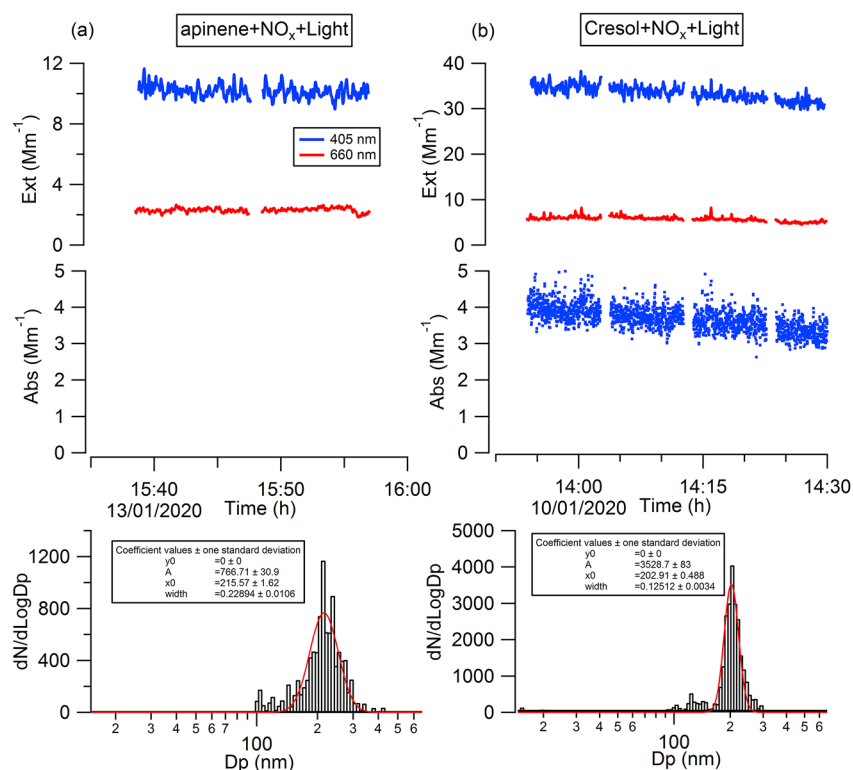 (a)
apinene+NOx+Light
Ext (Mm-1)
12
10
8
6
4
2
0
405 nm
660 nm
Abs (Mm-1)
5
4
3
2
1
0
15:40
15:50
16:00
13/01/2020
Time (h)
dN/dLogDp
1200
800
400
0
Coefficient values ± one standard deviation
y0 =0 ± 0
A =766.71 ± 30.9
x0 =215.57 ± 1.62
width =0.22894 ± 0.0106
2 3 4 5 6 7 100 2 3 4 5 6
Dp (nm)
(b)
Cresol+NOx+Light
Ext (Mm-1)
40
30
20
10
0
Abs (Mm-1)
5
4
3
2
1
0
14:00
14:15
14:30
10/01/2020
Time (h)
dN/dLogDp
5000
4000
3000
2000
1000
0
Coefficient values ± one standard deviation
y0 =0 ± 0
A =3528.7 ± 83
x0 =202.91 ± 0.488
width =0.12512 ± 0.0034
2 3 4 5 6 100 2 3 4 5 6
Dp (nm)